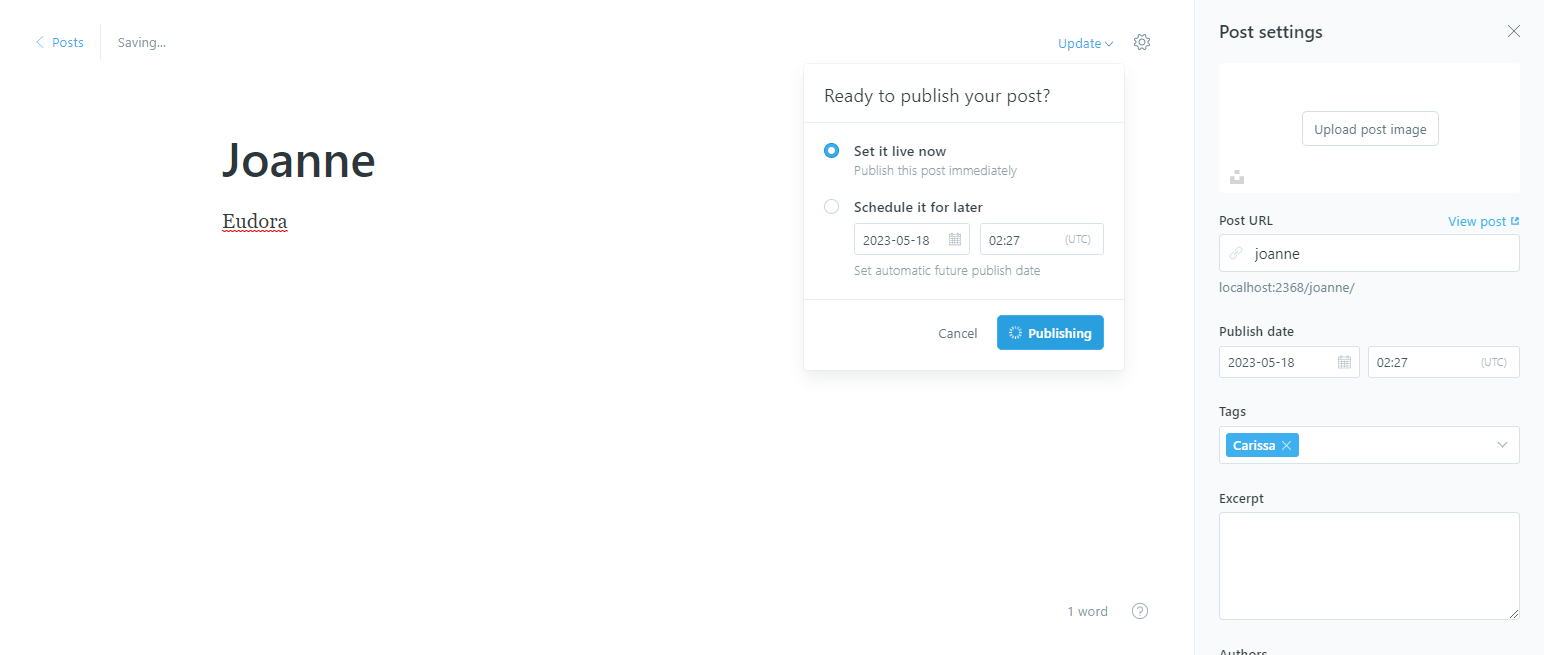 Posts
Saving...
Update
Joanne
Eudora
Ready to publish your post?
Set it live now
Publish this post immediately
Schedule it for later
2023-05-18
02:27 (UTC)
Set automatic future publish date
Cancel
Publishing
1 word
?
Post settings
Upload post image
Post URL
View post
joanne
localhost:2368/joanne/
Publish date
2023-05-18
02:27 (UTC)
Tags
Carissa
Excerpt
Authors